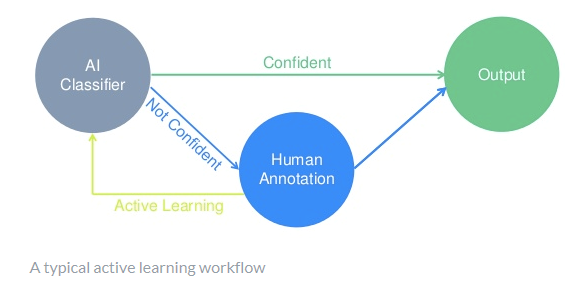 AI
Classifier
Confident
Output
Not Confident
Human
Annotation
Active Learning
A typical active learning workflow